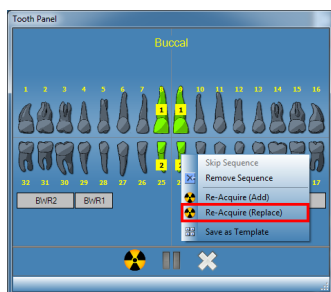 Tooth Panel
Buccal
1 2 3 4 5 6 7 8 9 10 11 12 13 14 15 16
1 1
2 2
32 31 30 29 28 27 26 25 2 17
BWR2 BWR1
Skip Sequence
Remove Sequence
Re-Acquire (Add)
Re-Acquire (Replace)
Save as Template